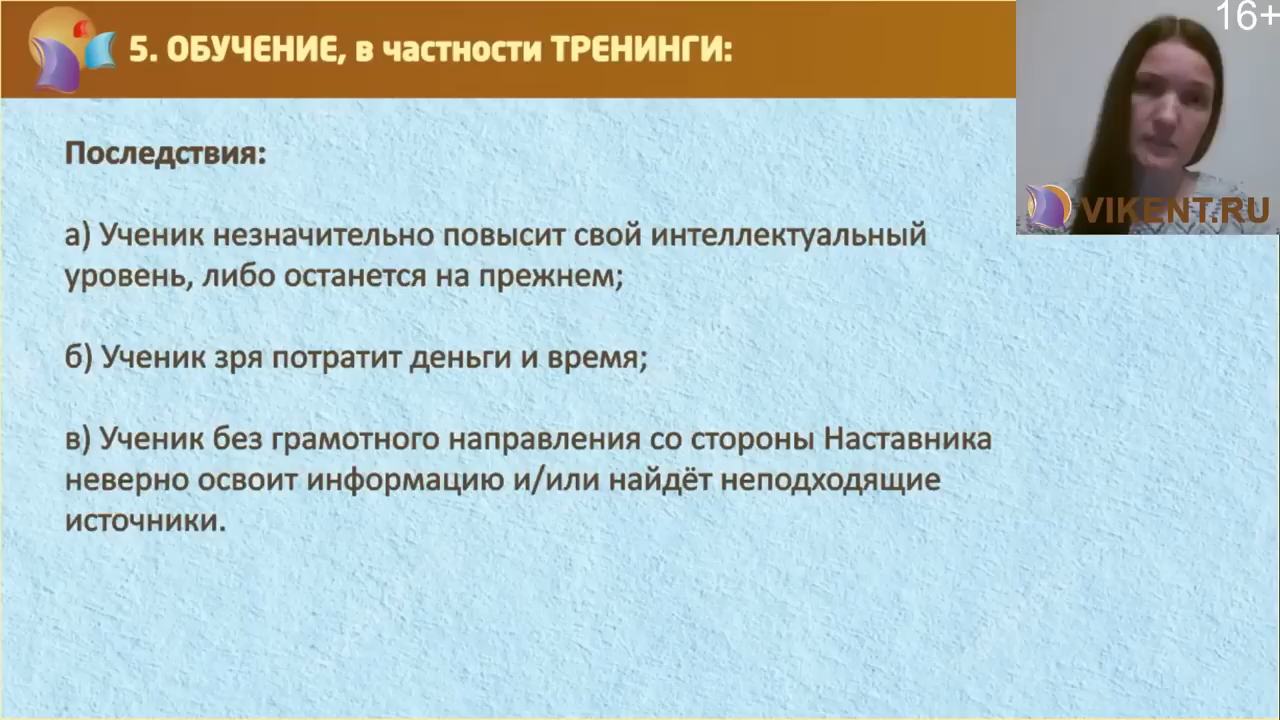 5. ОБУЧЕНИЕ, в частности ТРЕНИНГИ:
16+
VIKENT.RU
Последствия:
а) Ученик незначительно повысит свой интеллектуальный
уровень, либо останется на прежнем;
б) Ученик зря потратит деньги и время;
в) Ученик без грамотного направления со стороны Наставника
неверно освоит информацию и/или найдёт неподходящие
источники.